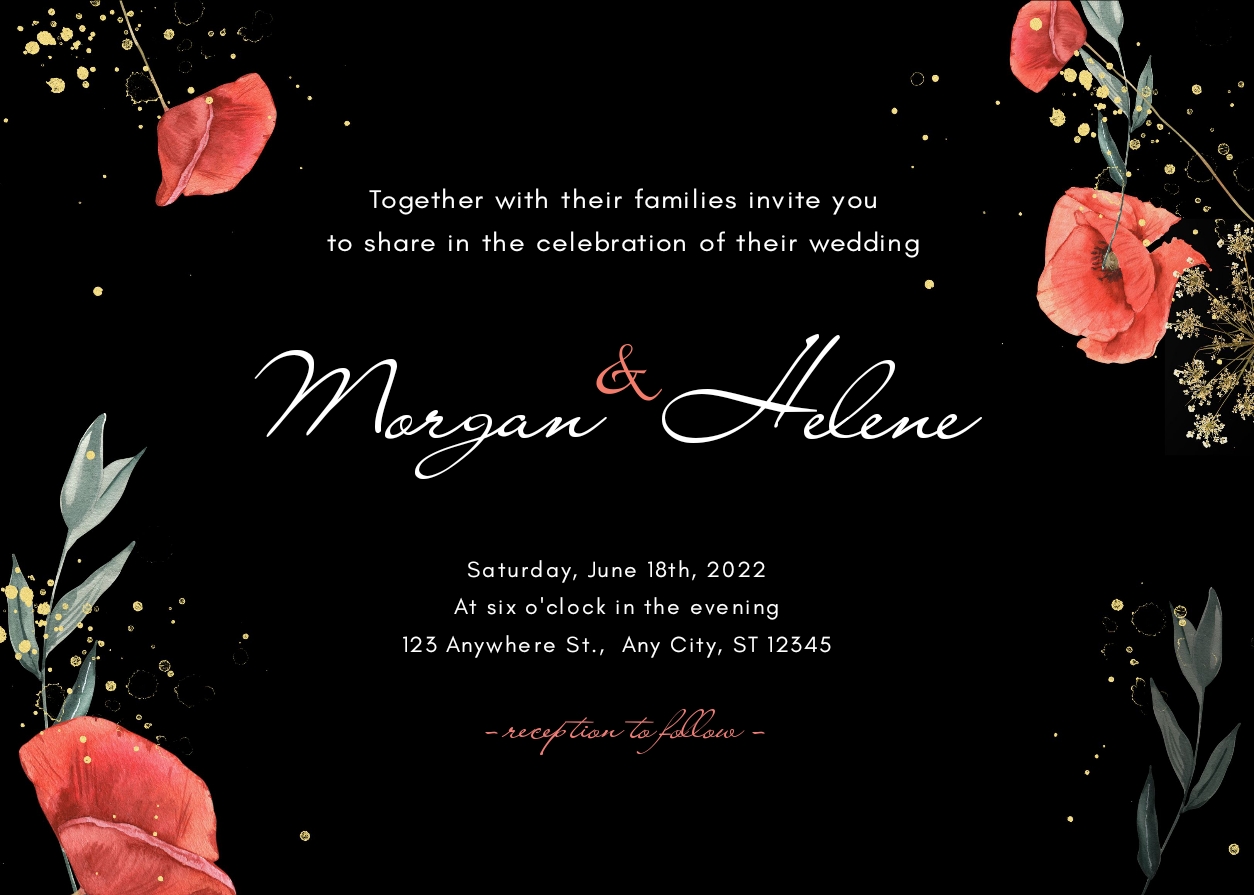 Together with their families invite you
to share in the celebration of their wedding
Morgan & Helene
Saturday, June 18th, 2022
At six o'clock in the evening
123 Anywhere St., Any City, ST 12345
- reception to follow -